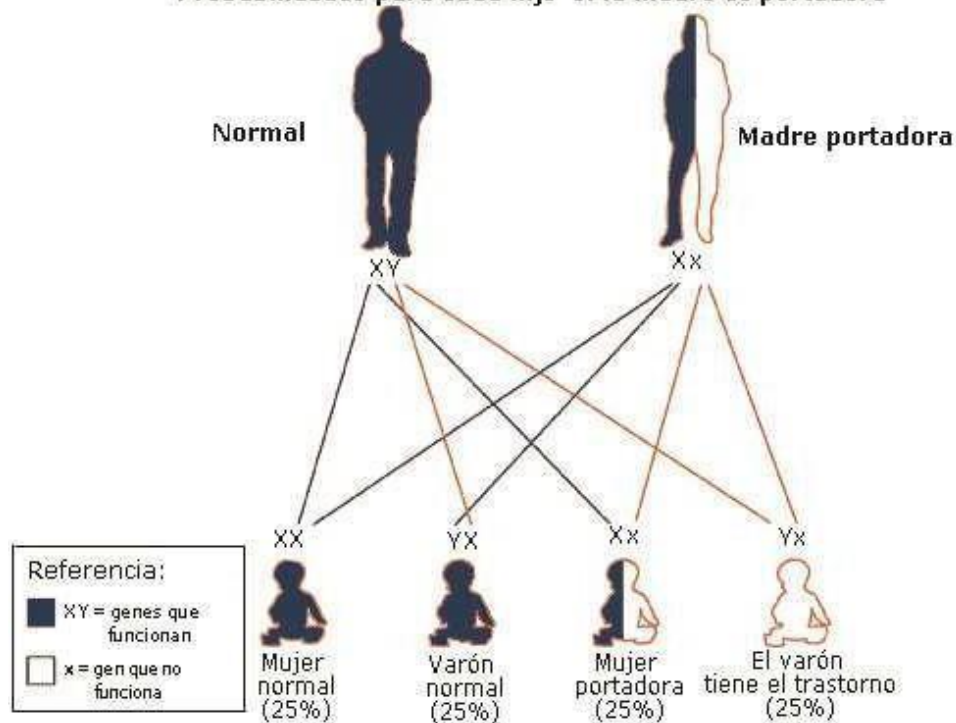 Normal
Madre portadora
XY
Xx
XX
YX
Xx
Yx
Referencia:
XY = genes que
funcionan
x = gen que no
funciona
Mujer
normal
(25%)
Varón
normal
(25%)
Mujer
portadora
(25%)
El varón
tiene el trastorno
(25%)